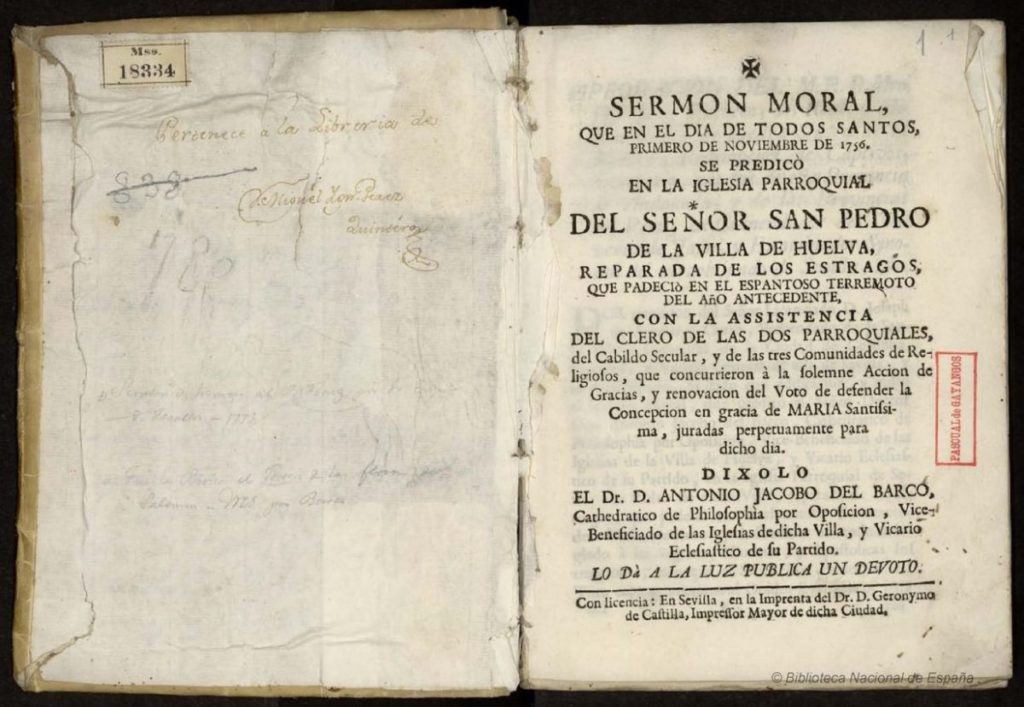 Mss.
18334
Perenece à la Libreria de
838
Quintero
1
1
SERMON MORAL,
QUE EN EL DIA DE TODOS SANTOS,
PRIMERO DE NOVIEMBRE DE 1756.
SE PREDICÒ
EN LA IGLESIA PARROQUIAL
DEL SEÑOR SAN PEDRO
DE LA VILLA DE HUELVA,
REPARADA DE LOS ESTRAGOS,
QUE PADECIò EN EL ESPANTOSO TERREMOTO
DEL AñO ANTECEDENTE,
CON LA ASSISTENCIA
DEL CLERO DE LAS DOS PARROQUIALES,
del Cabildo Secular, y de las tres Comunidades de Re-
ligiosos, que concurrieron à la solemne Accion de
Gracias, y renovacion del Voto de defender la
Concepcion en gracia de MARIA Santissi-
ma, juradas perpetuamente para
dicho dia.
DIXOLO
EL Dr. D. ANTONIO JACOBO DEL BARCO,
Cathedratico de Philosophia por Oposicion, Vice-
Beneficiado de las Iglesias de dicha Villa, y Vicario
Eclesiastico de su Partido.
LO Dà A LA LUZ PUBLICA UN DEVOTO.
Con licencia: En Sevilla, en la Imprenta del Dr. D. Geronymo
de Castilla, Impressor Mayor de dicha Ciudad.
PASCUAL de GAYANGOS
© Biblioteca Nacional de España